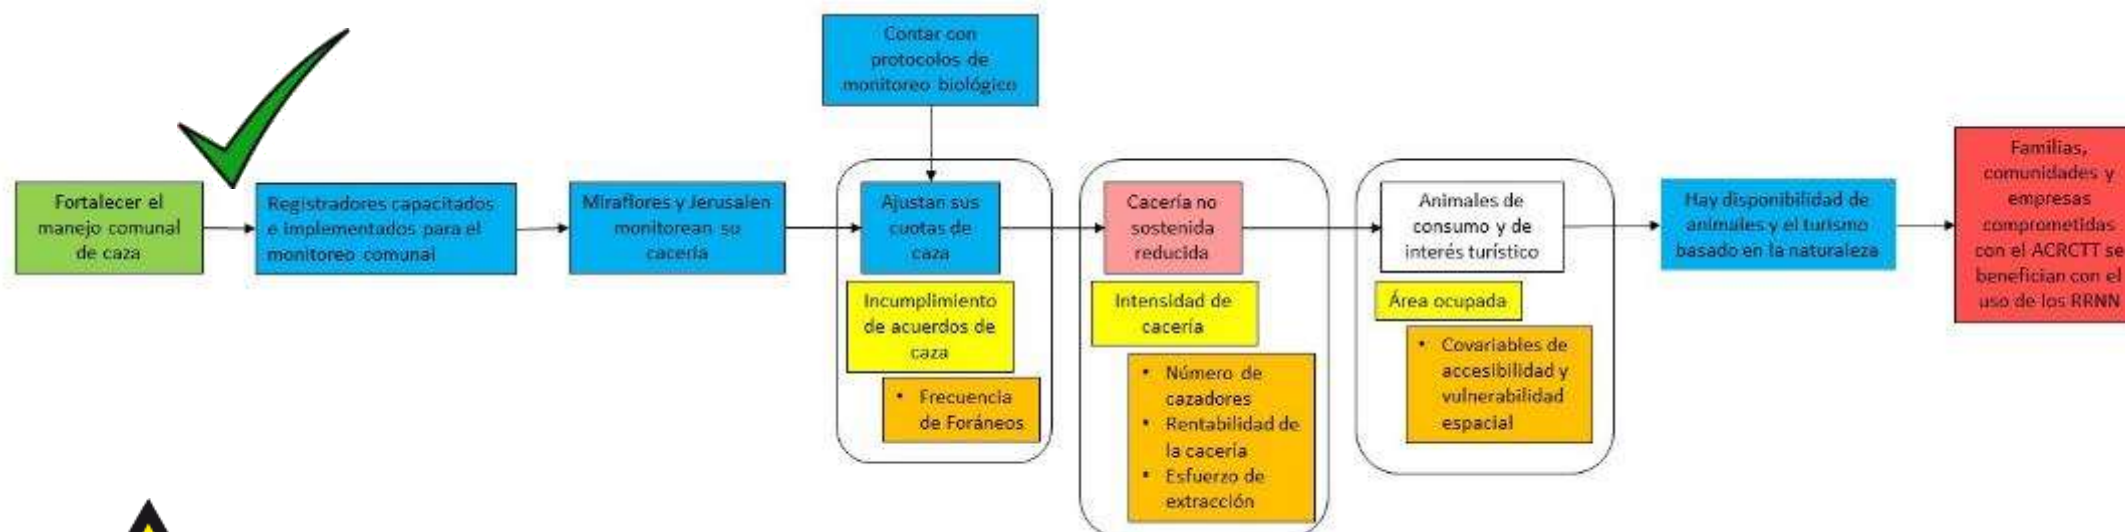 Contar con
protocolos de
monitoreo biológico
Fortalecer el
manejo comunal
de caza
Registradores capacitados
e implementados para el
monitoreo comunal
Miraflores y Jerusalen
monitorean su
cacería
Ajustan sus
cuotas de
caza
Incumplimiento
de acuerdos de
caza
• Frecuencia
de Foráneos
Cacería no
sostenida
reducida
Intensidad de
cacería
• Número de
cazadores
• Rentabilidad de
la cacería
• Esfuerzo de
extracción
Animales de
consumo y de
interés turístico
Área ocupada
• Covariables de
accesibilidad y
vulnerabilidad
espacial
Hay disponibilidad de
animales y el turismo
basado en la naturaleza
Familias,
comunidades y
empresas
comprometidas
con el ACRCTT se
benefician con el
uso de los RRNN